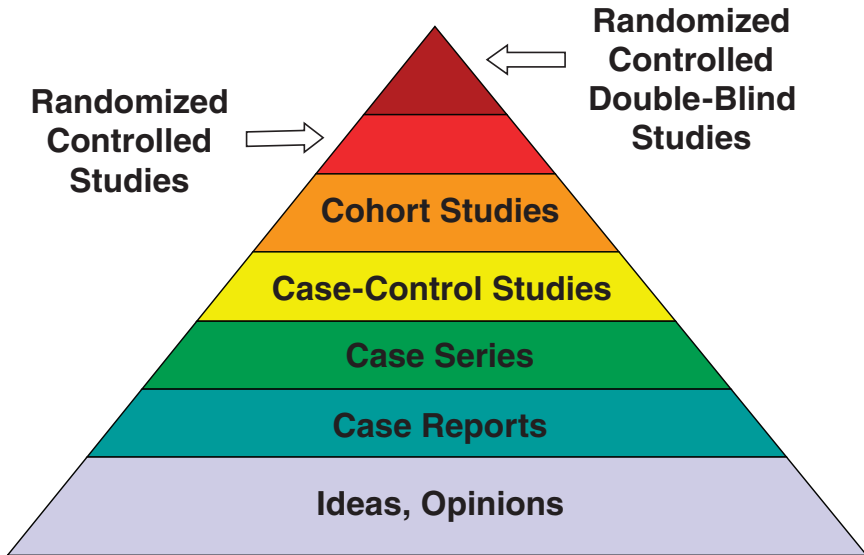 Randomized
Controlled
Double-Blind
Studies
Randomized
Controlled
Studies
Cohort Studies
Case-Control Studies
Case Series
Case Reports
Ideas, Opinions